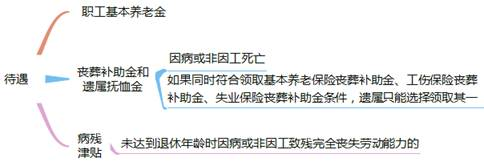 职工基本养老金
待遇
丧葬补助金和
遗属抚恤金
因病或非因工死亡
如果同时符合领取基本养老保险丧葬补助金、工伤保险丧葬
补助金、失业保险丧葬补助金条件，遗属只能选择领取其一
病残
津贴
未达到退休年龄时因病或非因工致残完全丧失劳动能力的